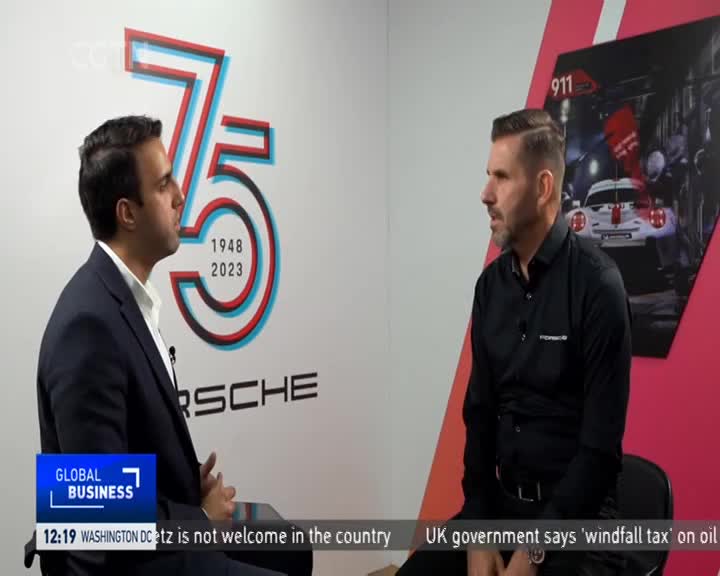 CGTN
75
1948
2023
RSCHE
911
PORSCHE
GLOBAL
BUSINESS
12:19 WASHINGTON DC
etz is not welcome in the country UK government says 'windfall tax' on oil